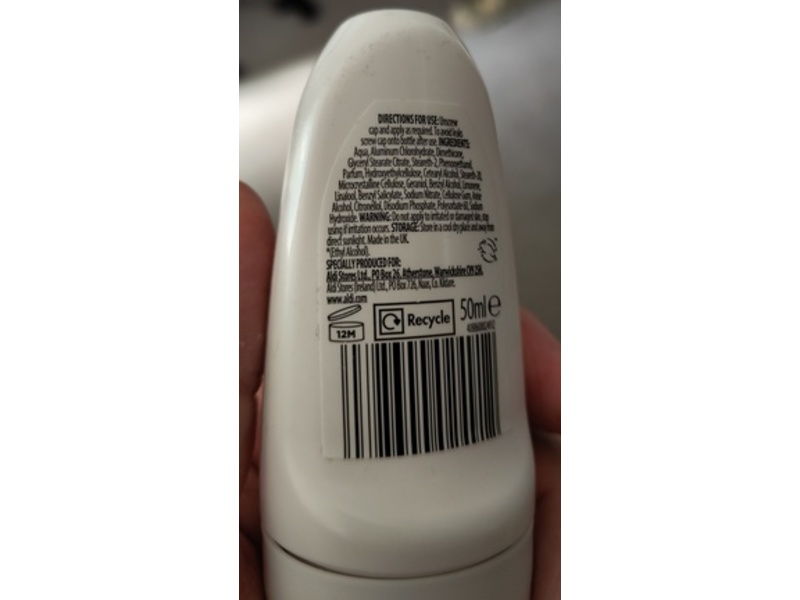 DIRECTIONS FOR USE: Unscrew
cap and apply as required. To avoid leaks
screw cap onto bottle after use. INGREDIENTS:
Aqua, Aluminum Chlorohydrate, Dimethicone,
Glyceryl Stearate Citrate, Steareth-2, Phenoxyethanol,
Parfum, Hydroxyethylcellulose, Cetearyl Alcohol, Steareth-20,
Microcrystalline Cellulose, Geraniol, Benzyl Alcohol, Limonene,
Linalool, Benzyl Salicylate, Sodium Nitrate, Cellulose Gum,
Alcohol, Citronellol, Disodium Phosphate, Polysorbate 60, Sodium
Hydroxide. WARNING: Do not apply to irritated or damaged skin, stop
using if irritation occurs. STORAGE: Store in a cool dry place and away from
direct sunlight. Made in the UK.
*(Ethyl Alcohol).
SPECIALLY PRODUCED FOR:
Aldi Stores Ltd., PO Box 26, Atherstone, Warwickshire CV9 2SH.
Aldi Stores (Ireland) Ltd., PO Box 726, Naas, Co. Kildare.
www.aldi.com
12M
Recycle
50ml e